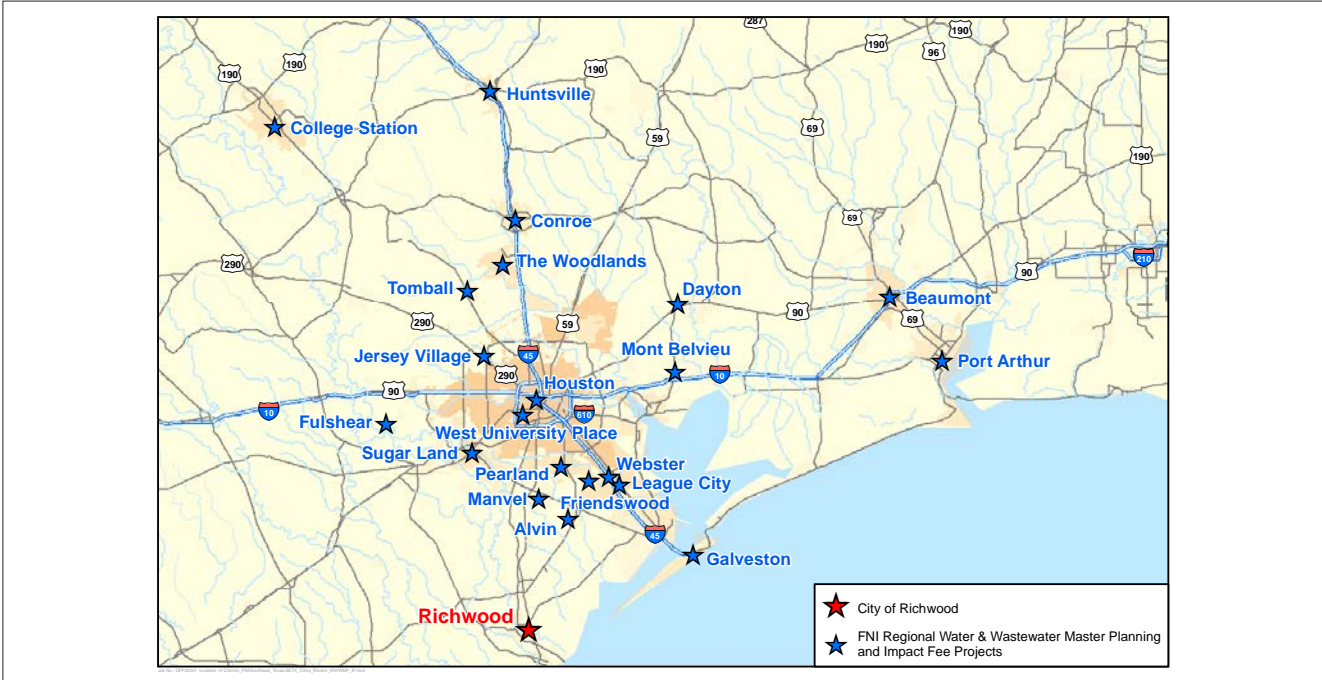 287
190
190
96
190
190
190
Huntsville
59
College Station
69
190
69
Conroe
290
The Woodlands
210
90
Tomball
Dayton
Beaumont
90
69
290
59
Mont Belvieu
Jersey Village
45
Port Arthur
290
10
90
Houston
10
610
Fulshear
West University Place
Sugar Land
Webster
Pearland
League City
Manvel
Friendswood
Alvin
45
Galveston
Richwood
City of Richwood
FNI Regional Water & Wastewater Master Planning
and Impact Fee Projects